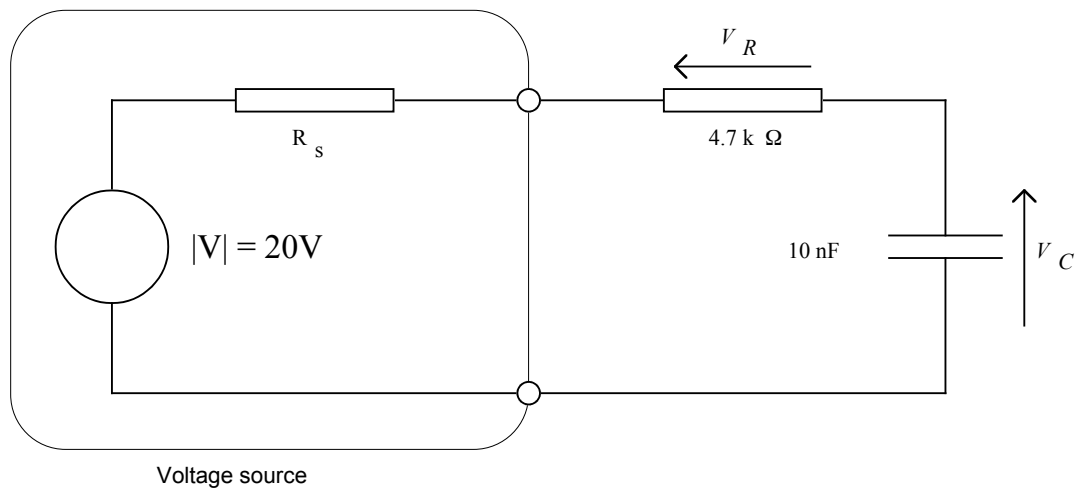 V R
R s
4.7 k Ω
|V| = 20V
10 nF
V C
Voltage source